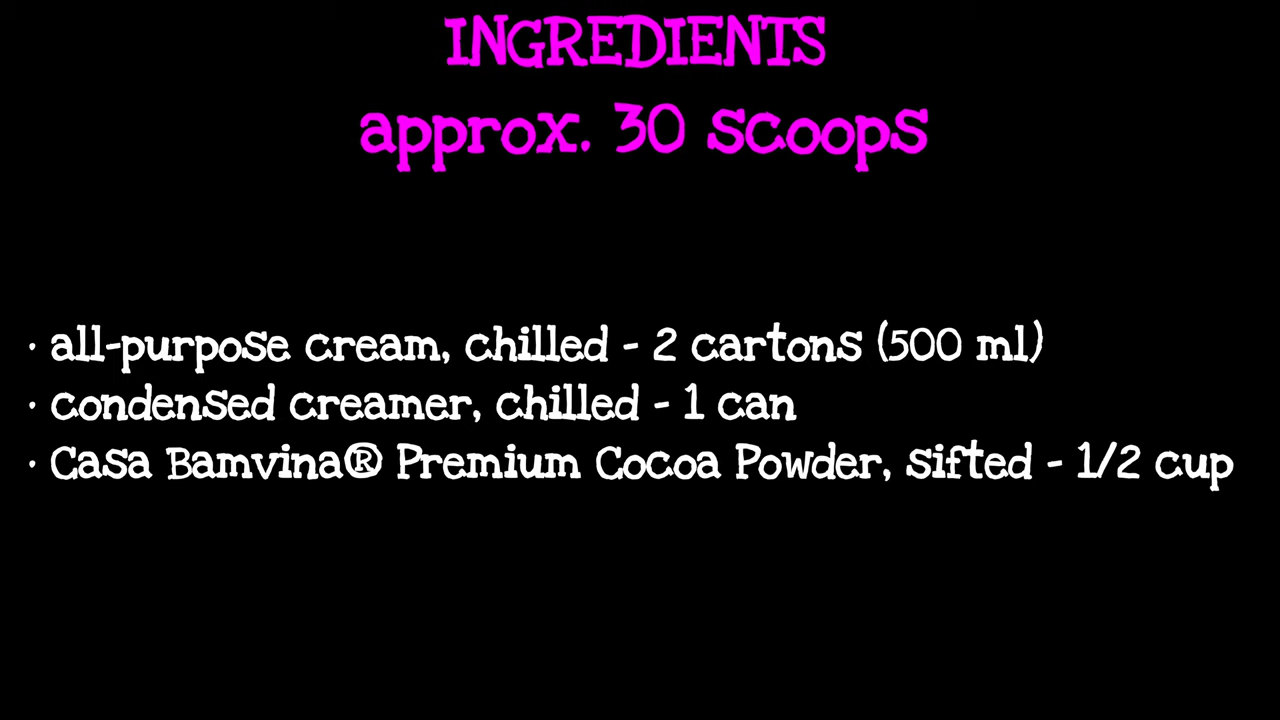 INGREDIENTS
approx. 30 scoops
· all-purpose cream, chilled - 2 cartons (500 ml)
· condensed creamer, chilled - 1 can
· Casa Bamvina® Premium Cocoa Powder, sifted - 1/2 cup